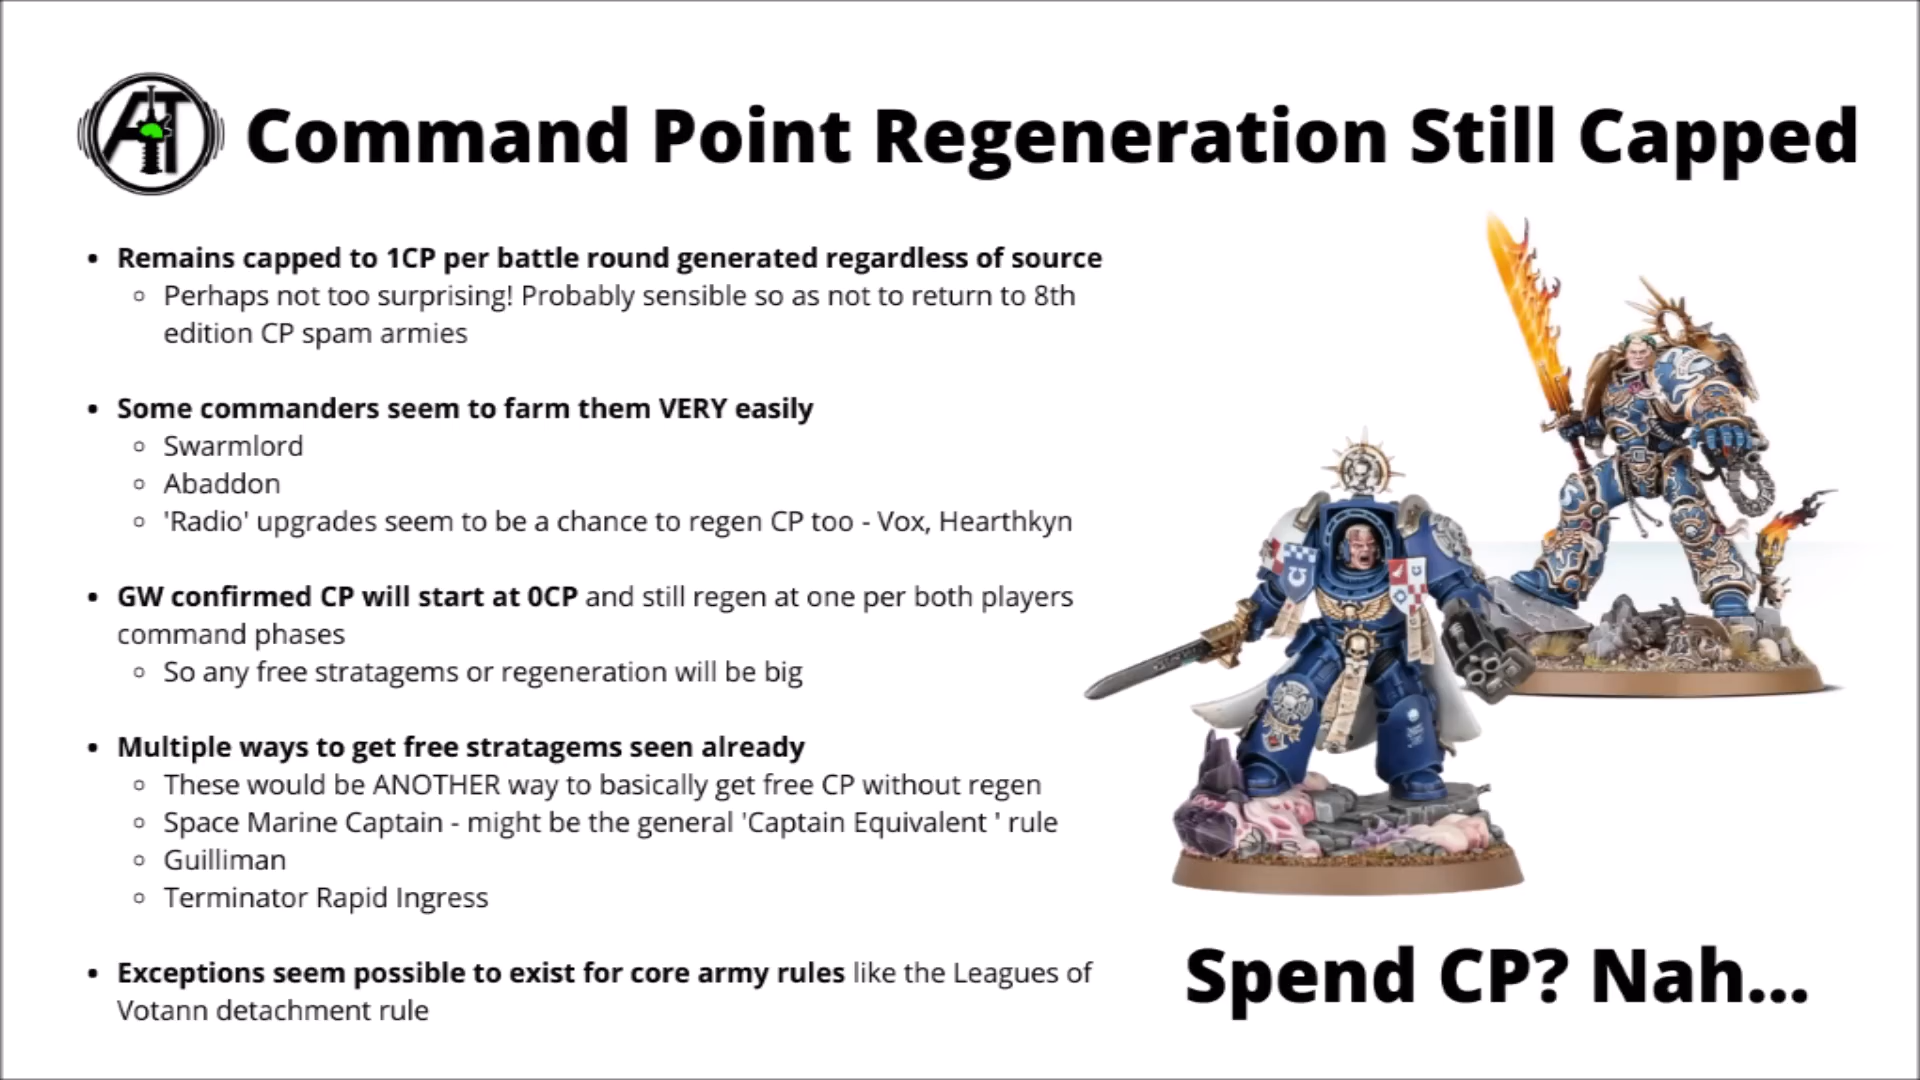 AT
Command Point Regeneration Still Capped
• Remains capped to 1CP per battle round generated regardless of source
◦ Perhaps not too surprising! Probably sensible so as not to return to 8th
edition CP spam armies
• Some commanders seem to farm them VERY easily
◦ Swarmlord
◦ Abaddon
◦ 'Radio' upgrades seem to be a chance to regen CP too - Vox, Hearthkyn
• GW confirmed CP will start at 0CP and still regen at one per both players
command phases
◦ So any free stratagems or regeneration will be big
• Multiple ways to get free stratagems seen already
◦ These would be ANOTHER way to basically get free CP without regen
◦ Space Marine Captain - might be the general 'Captain Equivalent ' rule
◦ Guilliman
◦ Terminator Rapid Ingress
• Exceptions seem possible to exist for core army rules like the Leagues of
Votann detachment rule
Spend CP? Nah...